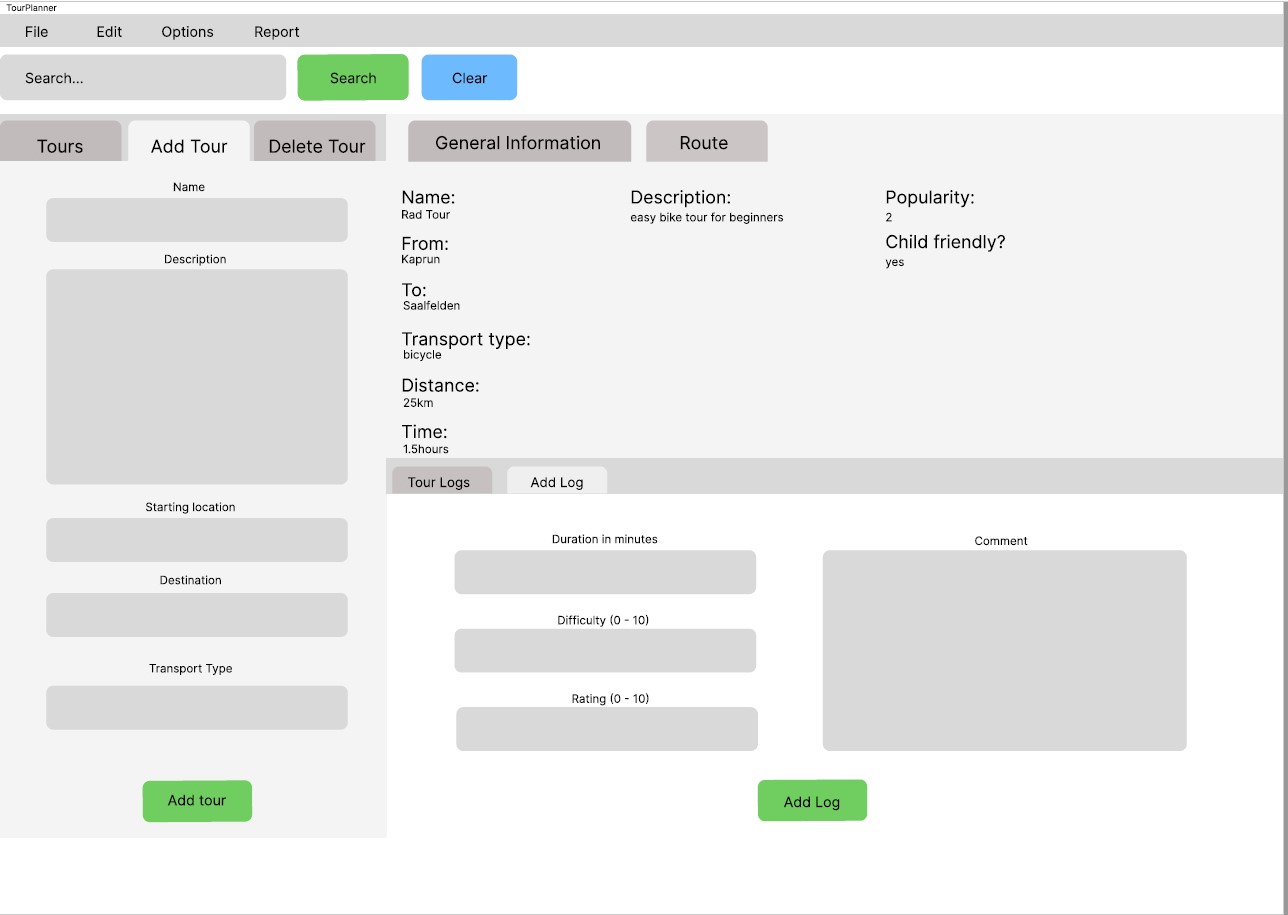 TourPlanner
File Edit Options Report
Search... Search Clear
Tours Add Tour Delete Tour
Name
Description
Starting location
Destination
Transport Type
Add tour
General Information Route
Name:
Rad Tour
From:
Kaprun
To:
Saalfelden
Transport type:
bicycle
Distance:
25km
Time:
1.5hours
Description:
easy bike tour for beginners
Popularity:
2
Child friendly?
yes
Tour Logs Add Log
Duration in minutes
Difficulty (0 - 10)
Rating (0 - 10)
Comment
Add Log